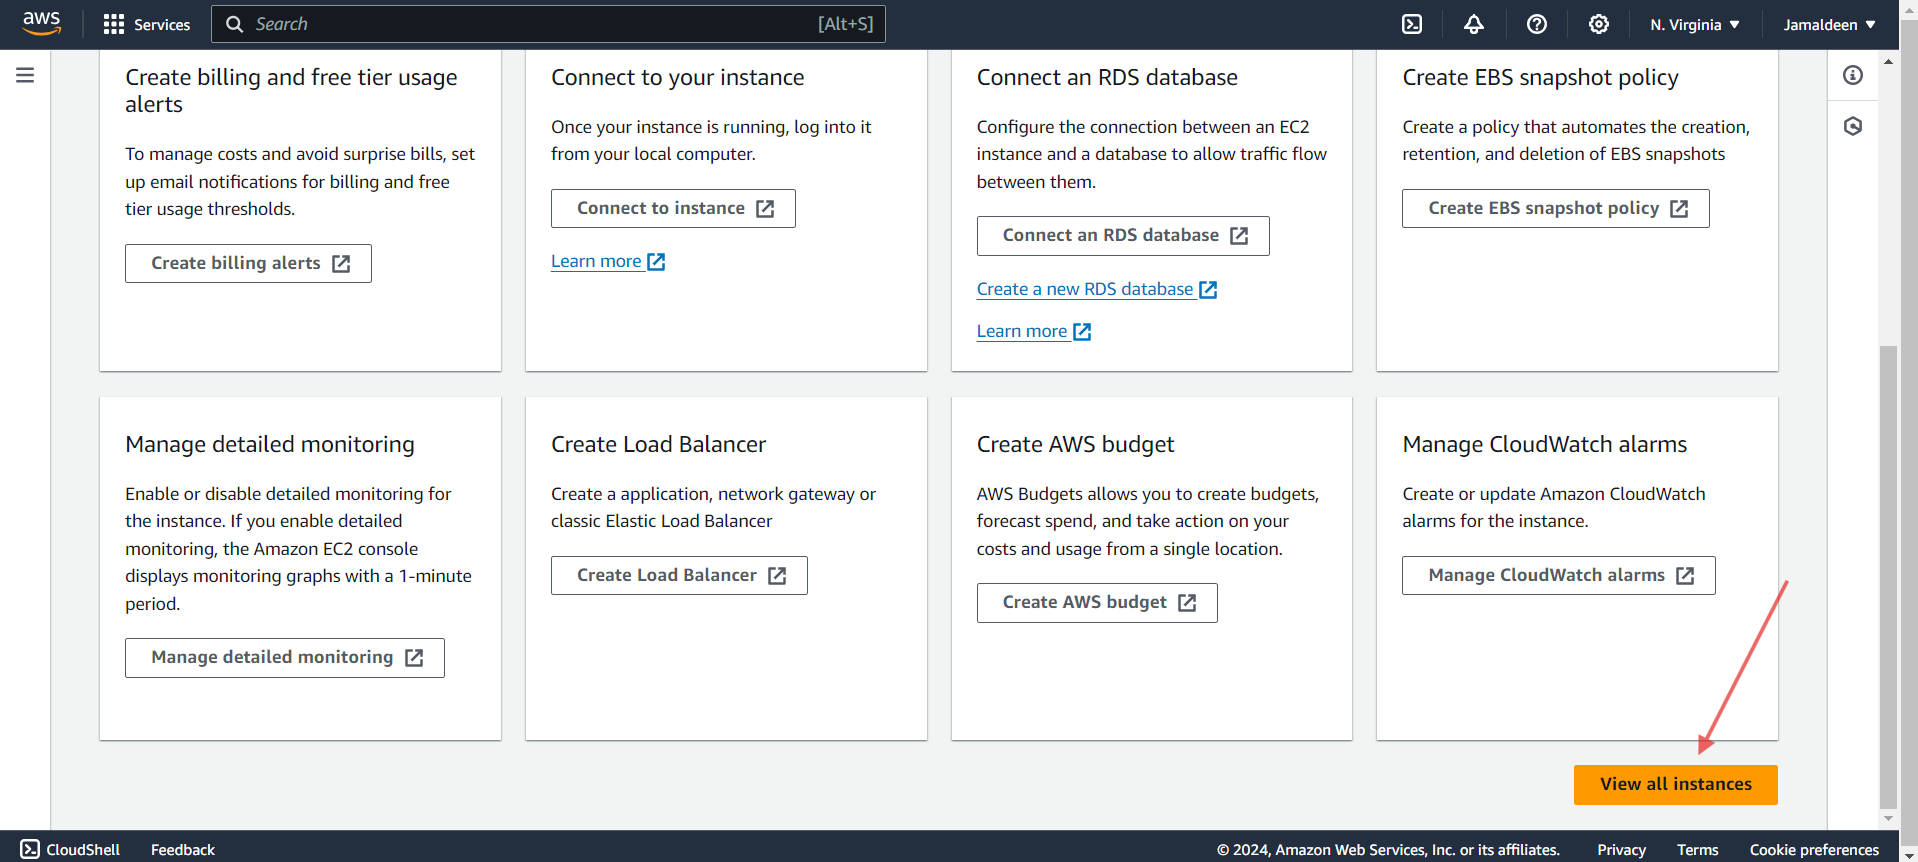 aws
Services
Search
[Alt+S]
N. Virginia
Jamaldeen
Create billing and free tier usage
alerts
To manage costs and avoid surprise bills, set
up email notifications for billing and free
tier usage thresholds.
Create billing alerts
Connect to your instance
Once your instance is running, log into it
from your local computer.
Connect to instance
Learn more
Connect an RDS database
Configure the connection between an EC2
instance and a database to allow traffic flow
between them.
Connect an RDS database
Create a new RDS database
Learn more
Create EBS snapshot policy
Create a policy that automates the creation,
retention, and deletion of EBS snapshots
Create EBS snapshot policy
Manage detailed monitoring
Enable or disable detailed monitoring for
the instance. If you enable detailed
monitoring, the Amazon EC2 console
displays monitoring graphs with a 1-minute
period.
Manage detailed monitoring
Create Load Balancer
Create a application, network gateway or
classic Elastic Load Balancer
Create Load Balancer
Create AWS budget
AWS Budgets allows you to create budgets,
forecast spend, and take action on your
costs and usage from a single location.
Create AWS budget
Manage CloudWatch alarms
Create or update Amazon CloudWatch
alarms for the instance.
Manage CloudWatch alarms
View all instances
CloudShell
Feedback
© 2024, Amazon Web Services, Inc. or its affiliates.
Privacy
Terms
Cookie preferences